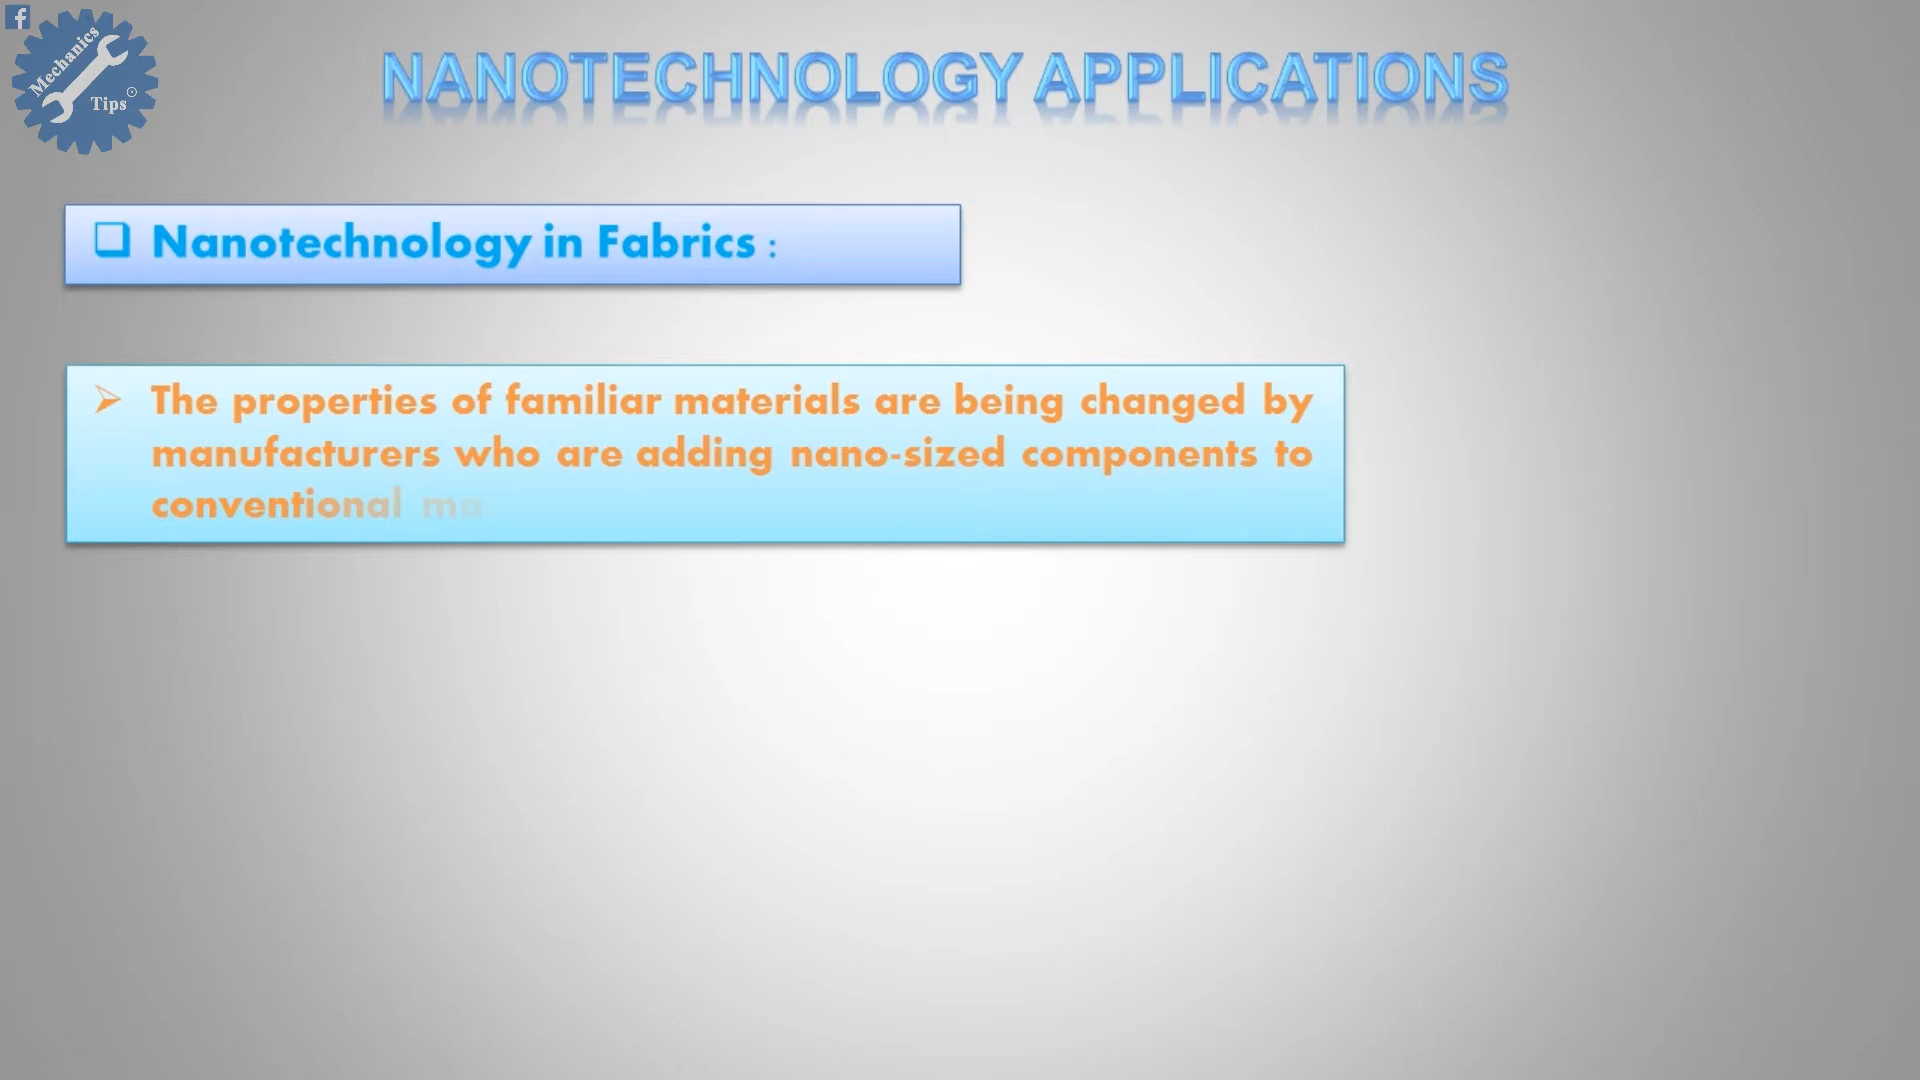 f
Mechanics
Tips
NANOTECHNOLOGY APPLICATIONS
Nanotechnology in Fabrics :
The properties of familiar materials are being changed by
manufacturers who are adding nano-sized components to
conventional ma